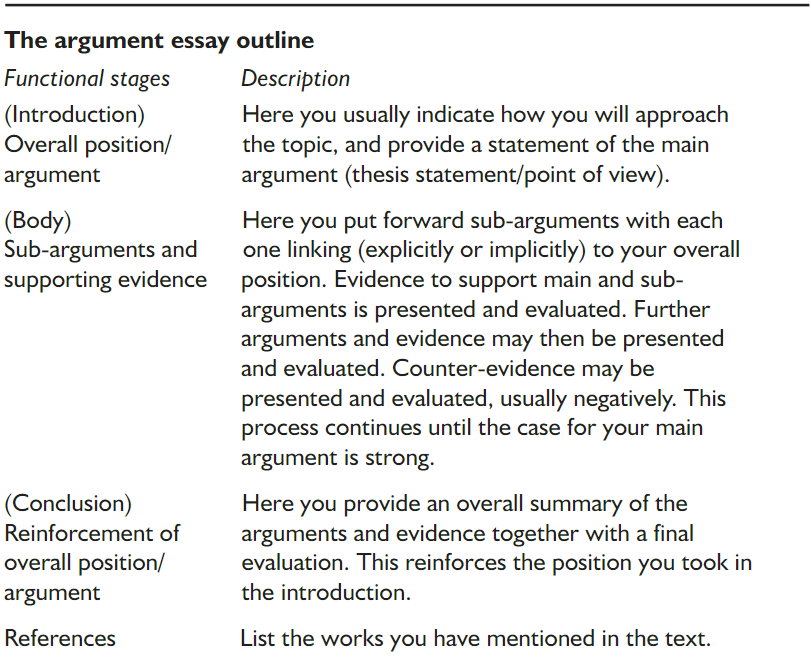 The argument essay outline
Functional stages Description
(Introduction) Here you usually indicate how you will approach
Overall position/ the topic, and provide a statement of the main
argument argument (thesis statement/point of view).
(Body) Here you put forward sub-arguments with each
Sub-arguments and one linking (explicitly or implicitly) to your overall
supporting evidence position. Evidence to support main and sub-
arguments is presented and evaluated. Further
arguments and evidence may then be presented
and evaluated. Counter-evidence may be
presented and evaluated, usually negatively. This
process continues until the case for your main
argument is strong.
(Conclusion) Here you provide an overall summary of the
Reinforcement of arguments and evidence together with a final
overall position/ evaluation. This reinforces the position you took in
argument the introduction.
References List the works you have mentioned in the text.